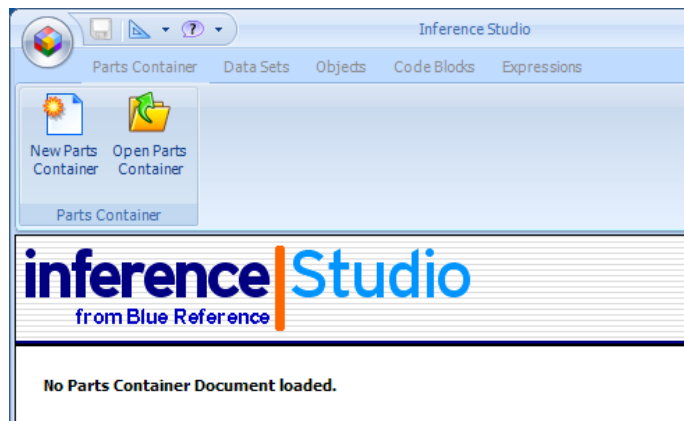 Inference Studio
Parts Container Data Sets Objects Code Blocks Expressions
New Parts Container
Open Parts Container
Parts Container
inference Studio
from Blue Reference
No Parts Container Document loaded.